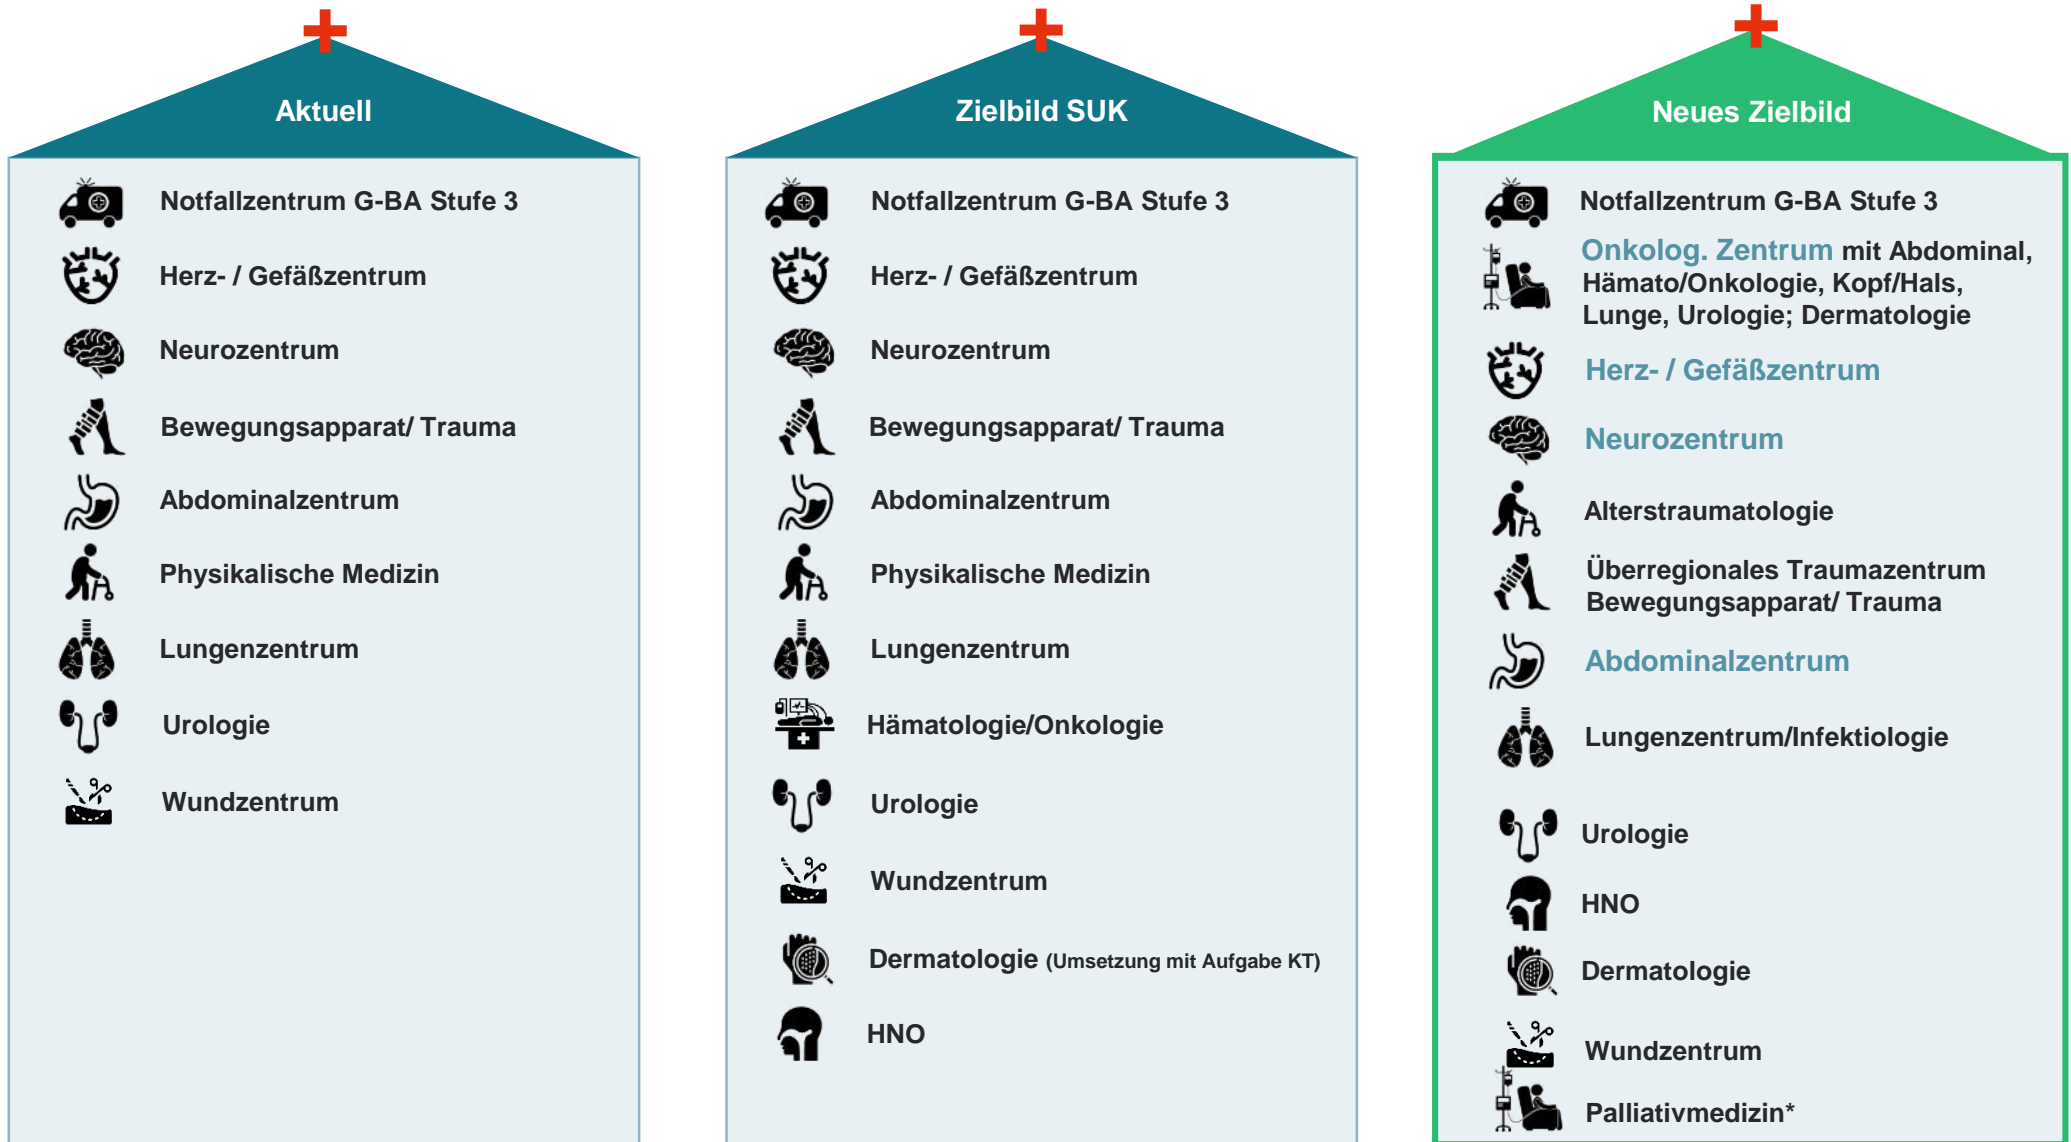 Aktuell
Notfallzentrum G-BA Stufe 3
Herz- / Gefäßzentrum
Neurozentrum
Bewegungsapparat/ Trauma
Abdominalzentrum
Physikalische Medizin
Lungenzentrum
Urologie
Wundzentrum
Zielbild SUK
Notfallzentrum G-BA Stufe 3
Herz- / Gefäßzentrum
Neurozentrum
Bewegungsapparat/ Trauma
Abdominalzentrum
Physikalische Medizin
Lungenzentrum
Hämatologie/Onkologie
Urologie
Wundzentrum
Dermatologie (Umsetzung mit Aufgabe KT)
HNO
Neues Zielbild
Notfallzentrum G-BA Stufe 3
Onkolog. Zentrum mit Abdominal,
Hämato/Onkologie, Kopf/Hals,
Lunge, Urologie; Dermatologie
Herz- / Gefäßzentrum
Neurozentrum
Alterstraumatologie
Überregionales Traumazentrum
Bewegungsapparat/ Trauma
Abdominalzentrum
Lungenzentrum/Infektiologie
Urologie
HNO
Dermatologie
Wundzentrum
Palliativmedizin*